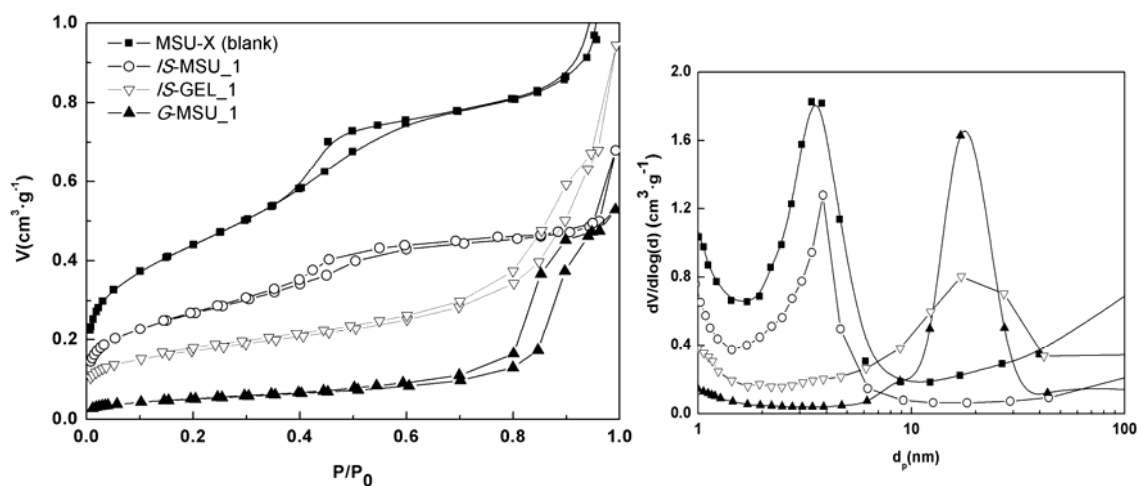 1.0
0.8
0.6
0.4
0.2
0.0
V(cm³·g⁻¹)
MSU-X (blank)
IS-MSU_1
IS-GEL_1
G-MSU_1
0.0 0.2 0.4 0.6 0.8 1.0
P/P₀
2.0
1.6
1.2
0.8
0.4
0.0
dV/dlog(d) (cm³·g⁻¹)
1 10 100
dₚ(nm)